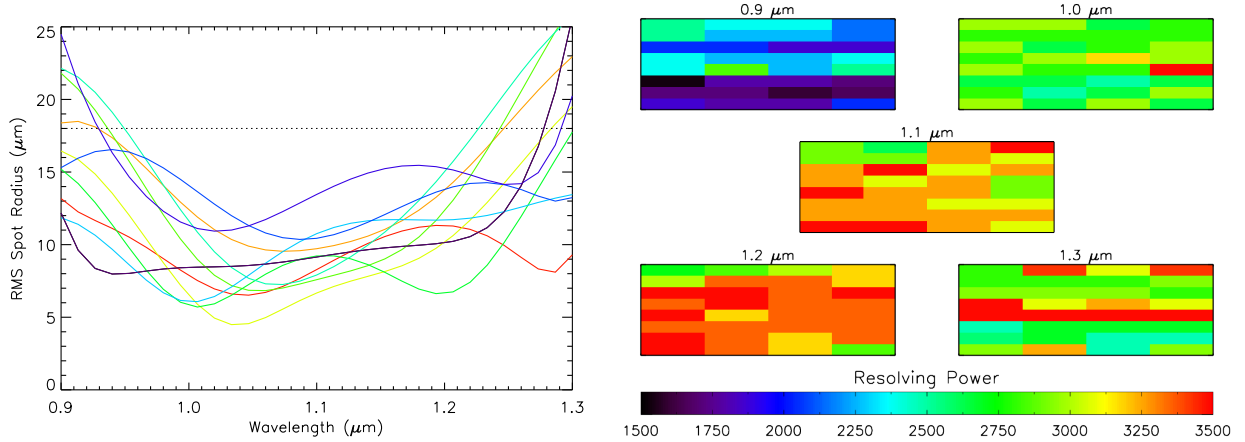 25
20
15
10
5
0
RMS Spot Radius (μm)
0.9 1.0 1.1 1.2 1.3
Wavelength (μm)
0.9 μm
1.0 μm
1.1 μm
1.2 μm
1.3 μm
Resolving Power
1500 1750 2000 2250 2500 2750 3000 3250 3500